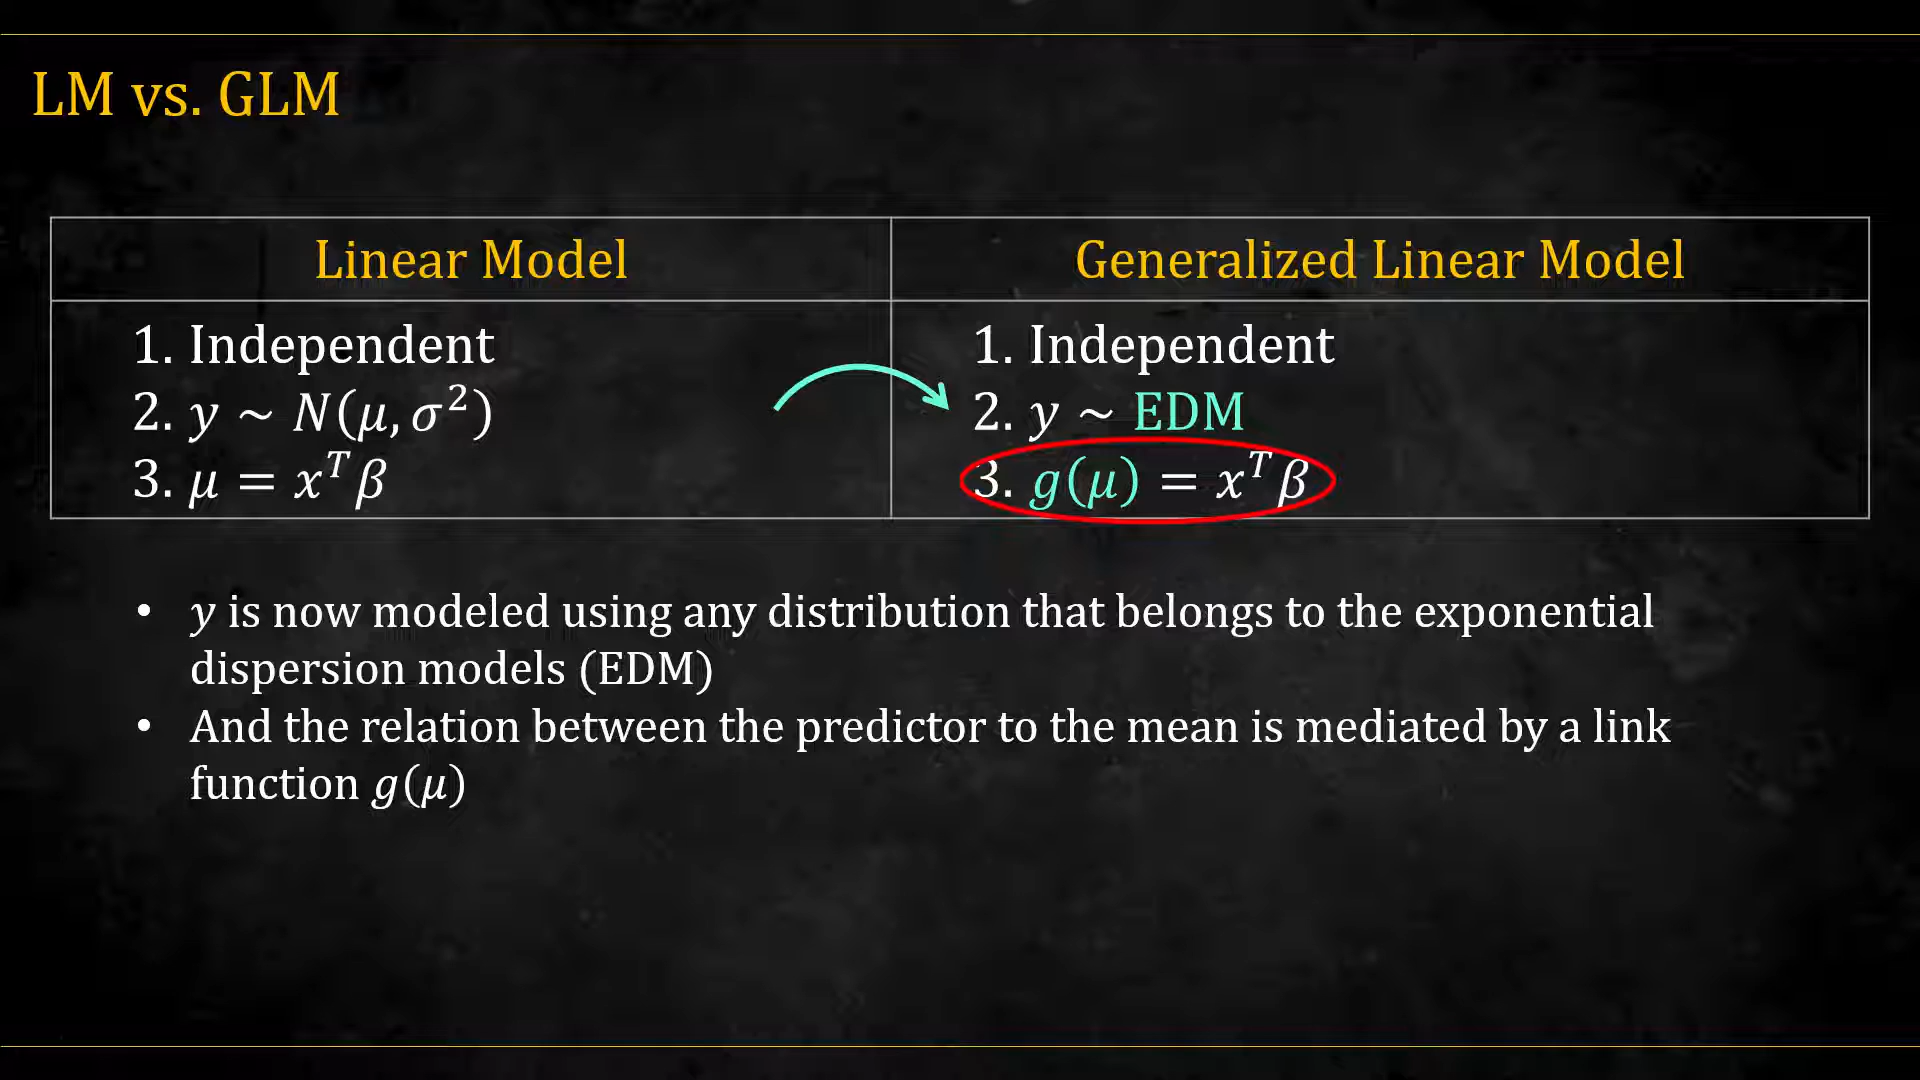 LM vs. GLM
Linear Model
Generalized Linear Model
1. Independent
2. y ~ N(μ, σ²)
3. μ = xᵀβ
1. Independent
2. y ~ EDM
3. g(μ) = xᵀβ
• y is now modeled using any distribution that belongs to the exponential
dispersion models (EDM)
• And the relation between the predictor to the mean is mediated by a link
function g(μ)